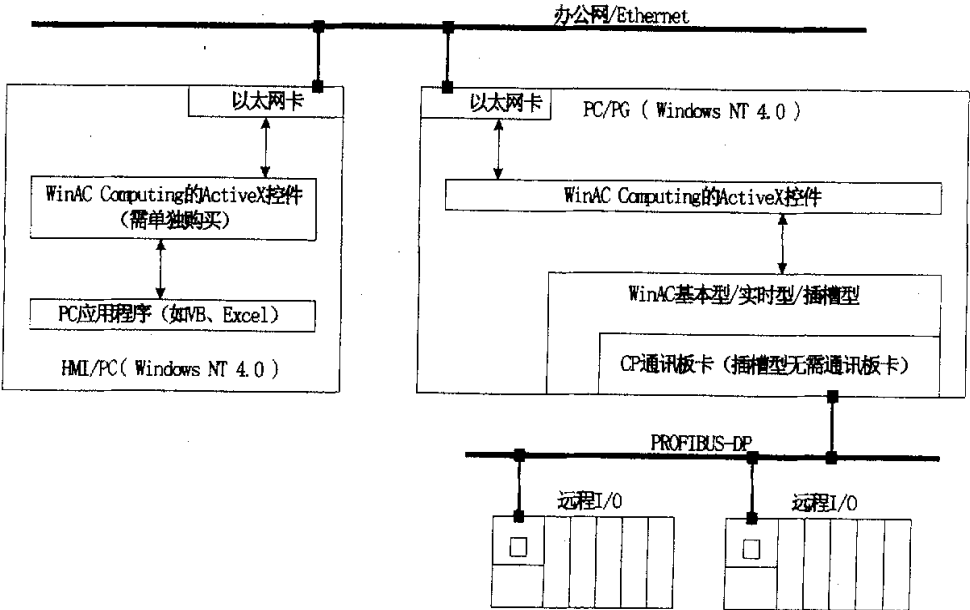 办公网/Ethernet
以太网卡
WinAC Computing的ActiveX控件
(需单独购买)
PC应用程序(如VB、Excel)
HMI/PC( Windows NT 4.0 )
以太网卡
PC/PG ( Windows NT 4.0 )
WinAC Computing的ActiveX控件
WinAC基本型/实时型/插槽型
CP通讯板卡(插槽型无需通讯板卡)
PROFIBUS-DP
远程I/O
远程I/O